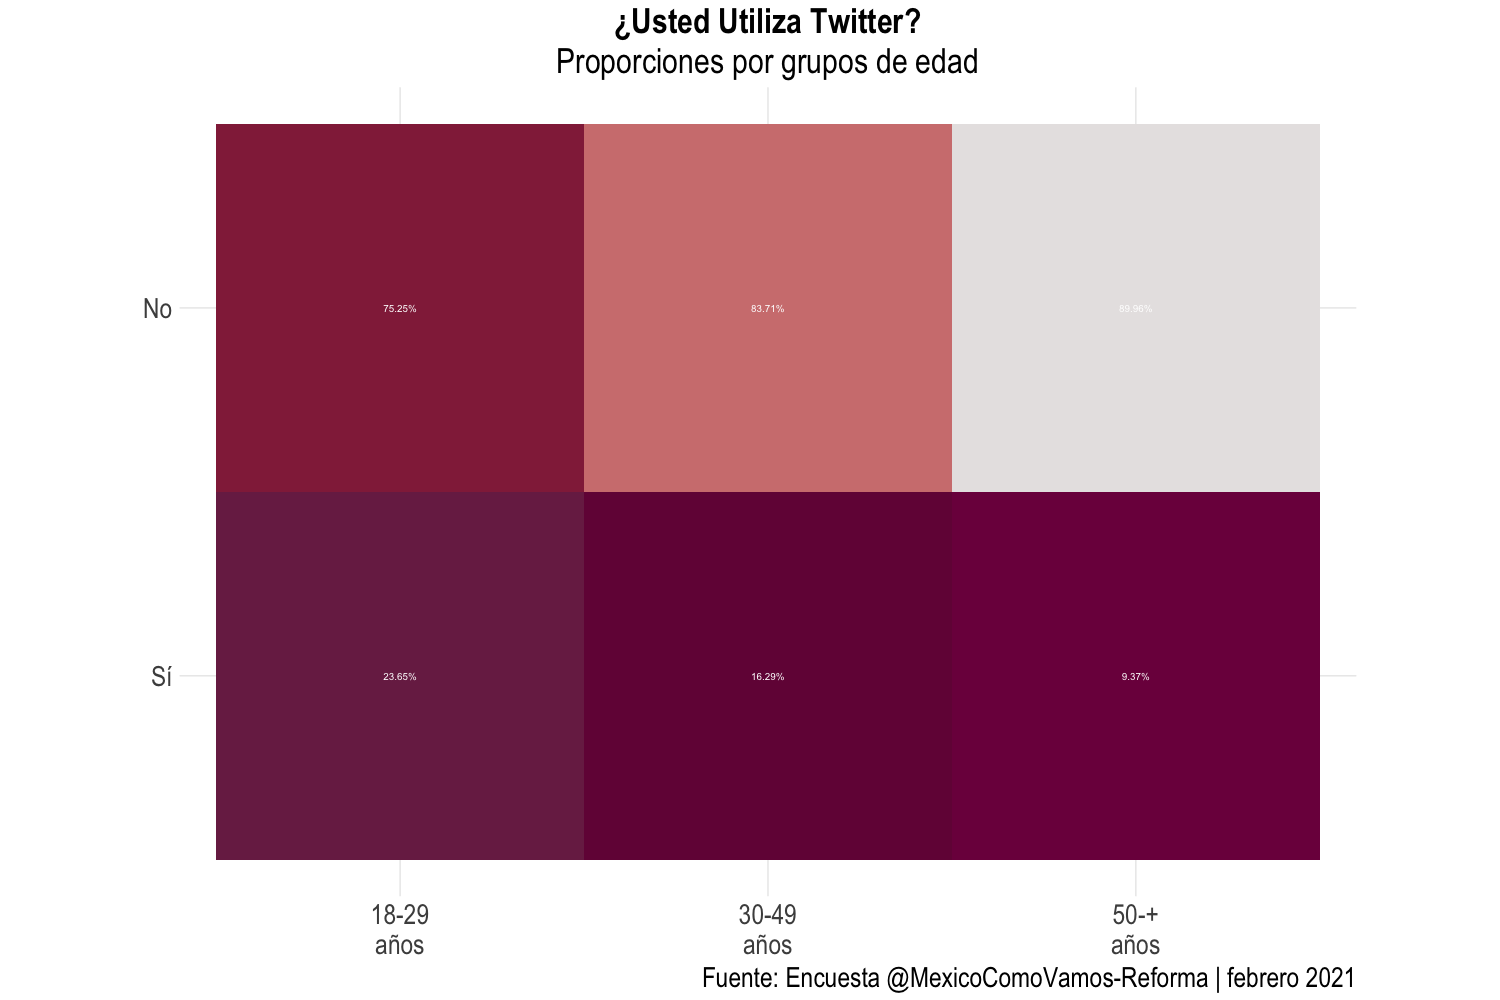 ¿Usted Utiliza Twitter?
Proporciones por grupos de edad
No
75.25%
83.71%
89.96%
Sí
23.65%
16.29%
9.37%
18-29
años
30-49
años
50-+
años
Fuente: Encuesta @MexicoComoVamos-Reforma | febrero 2021